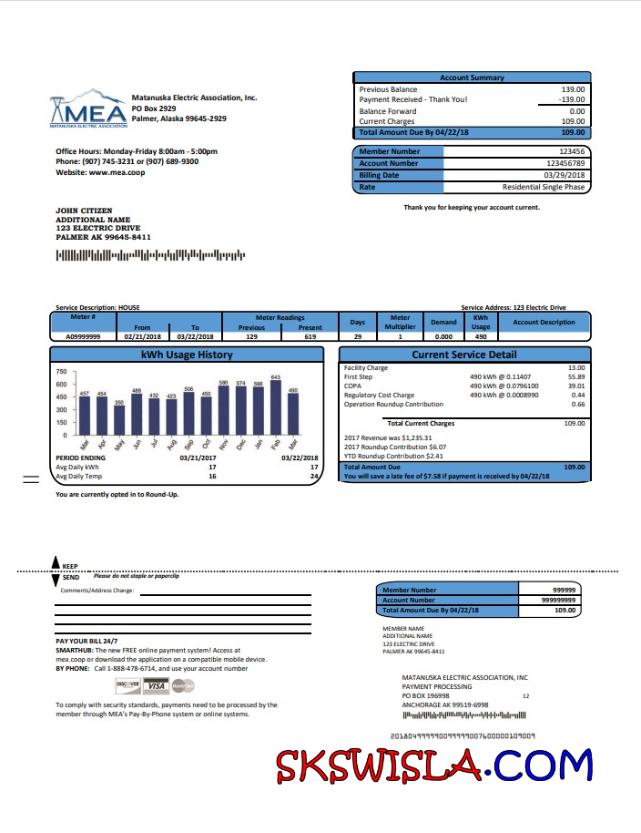 MEA
MATANUSKA ELECTRIC ASSOCIATION
Matanuska Electric Association, Inc.
PO Box 2929
Palmer, Alaska 99645-2929
Office Hours: Monday-Friday 8:00am - 5:00pm
Phone: (907) 745-3231 or (907) 689-9300
Website: www.mea.coop
Account Summary
Previous Balance 139.00
Payment Received - Thank You! -139.00
Balance Forward 0.00
Current Charges 109.00
Total Amount Due By 04/22/18 109.00
Member Number 123456
Account Number 123456789
Billing Date 03/29/2018
Rate Residential Single Phase
Thank you for keeping your account current.
JOHN CITIZEN
ADDITIONAL NAME
123 ELECTRIC DRIVE
PALMER AK 99645-8411
Service Description: HOUSE Service Address: 123 Electric Drive
Meter # Meter Readings Days Meter Multiplier Demand KWh Usage Account Description
From To Previous Present
A09999999 02/21/2018 03/22/2018 129 619 29 1 0.000 490
kWh Usage History
750
600
450
300
150
0
457 454 350 486 432 423 506 453 580 574 568 643 490
Mar Apr May Jun Jul Aug Sep Oct Nov Dec Jan Feb Mar
PERIOD ENDING 03/21/2017 03/22/2018
Avg Daily kWh 17 17
Avg Daily Temp 16 24
You are currently opted in to Round-Up.
Current Service Detail
Facility Charge 13.00
First Step 490 kWh @ 0.11407 55.89
COPA 490 kWh @ 0.0796100 39.01
Regulatory Cost Charge 490 kWh @ 0.0008990 0.44
Operation Roundup Contribution 0.66
Total Current Charges 109.00
2017 Revenue was $1,235.31
2017 Roundup Contribution $6.07
YTD Roundup Contribution $2.41
Total Amount Due 109.00
You will save a late fee of $7.58 if payment is received by 04/22/18
KEEP
SEND Please do not staple or paperclip
Comments/Address Change:
PAY YOUR BILL 24/7
SMARTHUB: The new FREE online payment system! Access at
mea.coop or download the application on a compatible mobile device.
BY PHONE: Call 1-888-478-6714, and use your account number
DISCOVER VISA MasterCard
To comply with security standards, payments need to be processed by the
member through MEA's Pay-By-Phone system or online systems.
Member Number 999999
Account Number 999999999
Total Amount Due By 04/22/18 109.00
MEMBER NAME
ADDITIONAL NAME
123 ELECTRIC DRIVE
PALMER AK 99645-8411
MATANUSKA ELECTRIC ASSOCIATION, INC
PAYMENT PROCESSING
PO BOX 196998 12
ANCHORAGE AK 99519-6998
SKSWISLA.COM